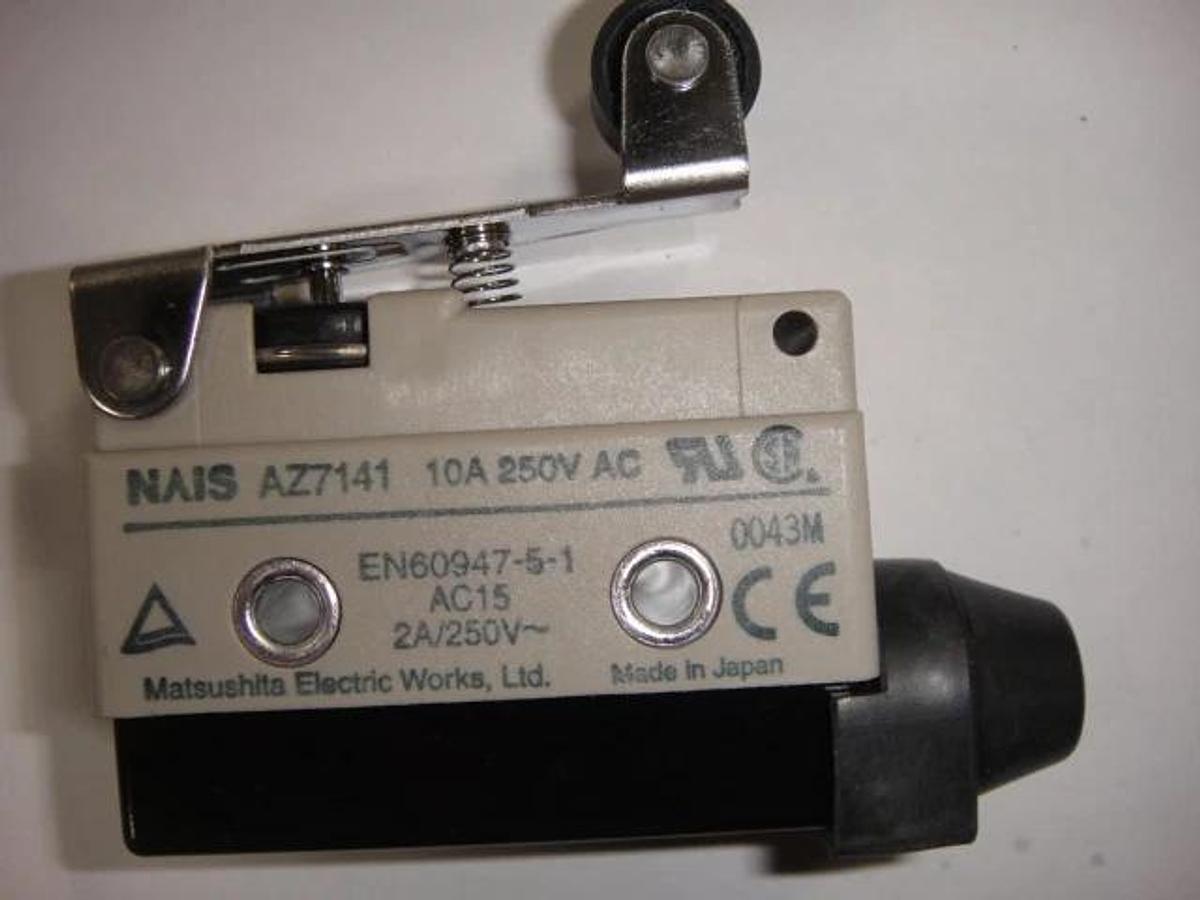 NAIS AZ7141 10A 250V AC
0043M
EN60947-5-1
AC15
2A/250V~
CE
Matsushita Electric Works, Ltd. Made in Japan